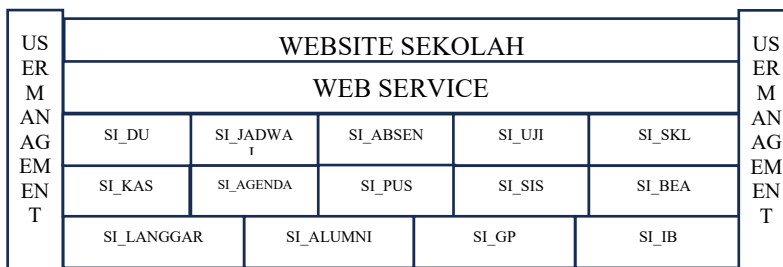 US
ER
M
AN
AG
EM
EN
T
WEBSITE SEKOLAH
WEB SERVICE
SI_DU
SI_JADWA
SI_ABSEN
SI_UJI
SI_SKL
SI_KAS
SI_AGENDA
SI_PUS
SI_SIS
SI_BEA
SI_LANGGAR
SI_ALUMNI
SI_GP
SI_IB
US
ER
M
AN
AG
EM
EN
T